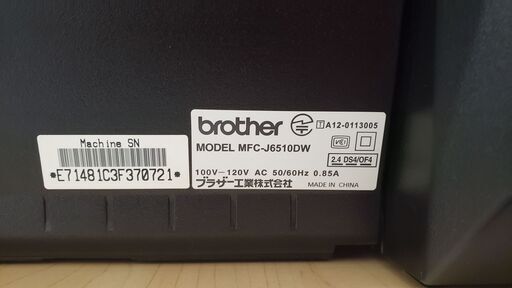 Machine SN
*E71481C3F370721*
brother
T A12-0113005
MODEL MFC-J6510DW
2.4 DS4/OF4
100V-120V AC 50/60Hz 0.85A
ブラザー工業株式会社
MADE IN CHINA